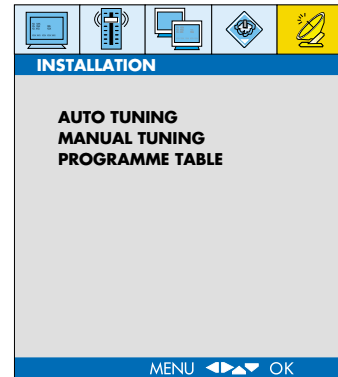 INSTALLATION
AUTO TUNING
MANUAL TUNING
PROGRAMME TABLE
MENU ◀▶▲▼ OK